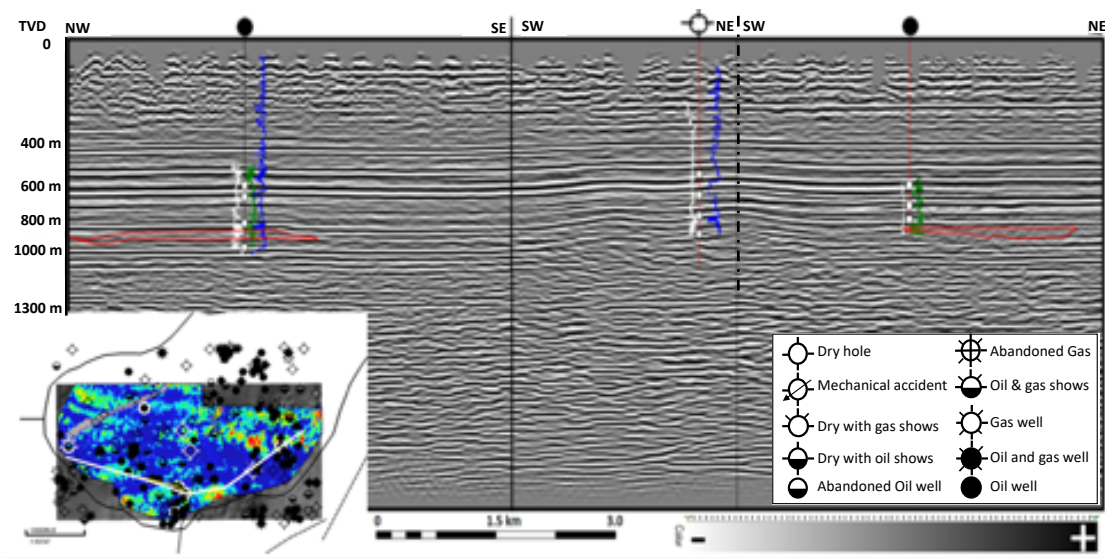 TVD NW SE SW NE SW NE
0
400 m
600 m
800 m
1000 m
1300 m
Dry hole Abandoned Gas
Mechanical accident Oil & gas shows
Dry with gas shows Gas well
Dry with oil shows Oil and gas well
Abandoned Oil well Oil well
0 1.5 km 3.0
Color - +